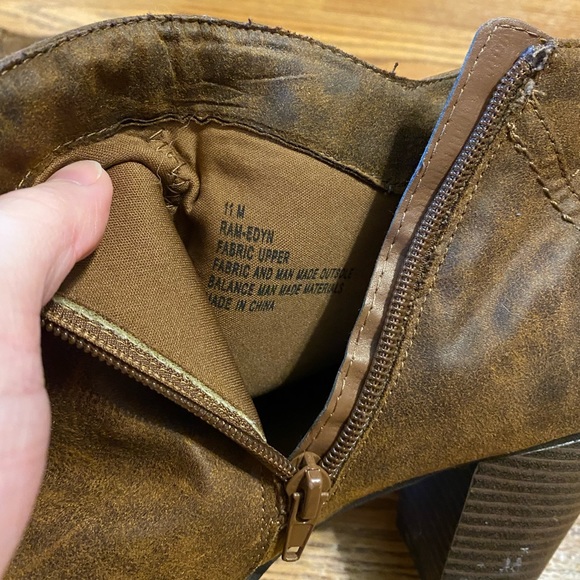 11 M
RAM-EDYN
FABRIC UPPER
FABRIC AND MAN MADE OUTSOLE
BALANCE MAN MADE MATERIALS
MADE IN CHINA